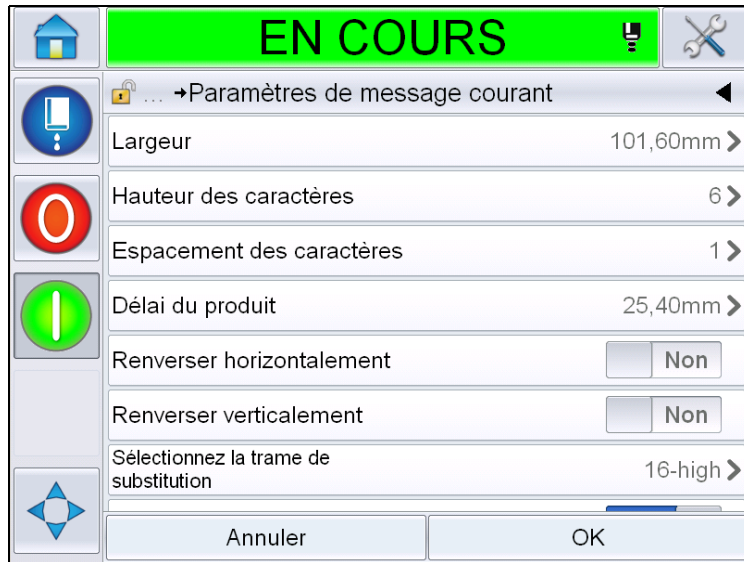 EN COURS
... →Paramètres de message courant
Largeur 101,60mm
Hauteur des caractères 6
Espacement des caractères 1
Délai du produit 25,40mm
Renverser horizontalement Non
Renverser verticalement Non
Sélectionnez la trame de
substitution 16-high
Annuler OK